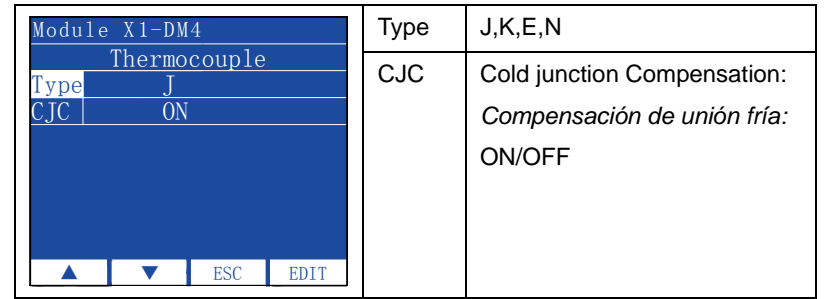 Module X1-DM4
Thermocouple
Type J
CJC ON
▲ ▼ ESC EDIT
Type J,K,E,N
CJC Cold junction Compensation:
Compensación de unión fría:
ON/OFF